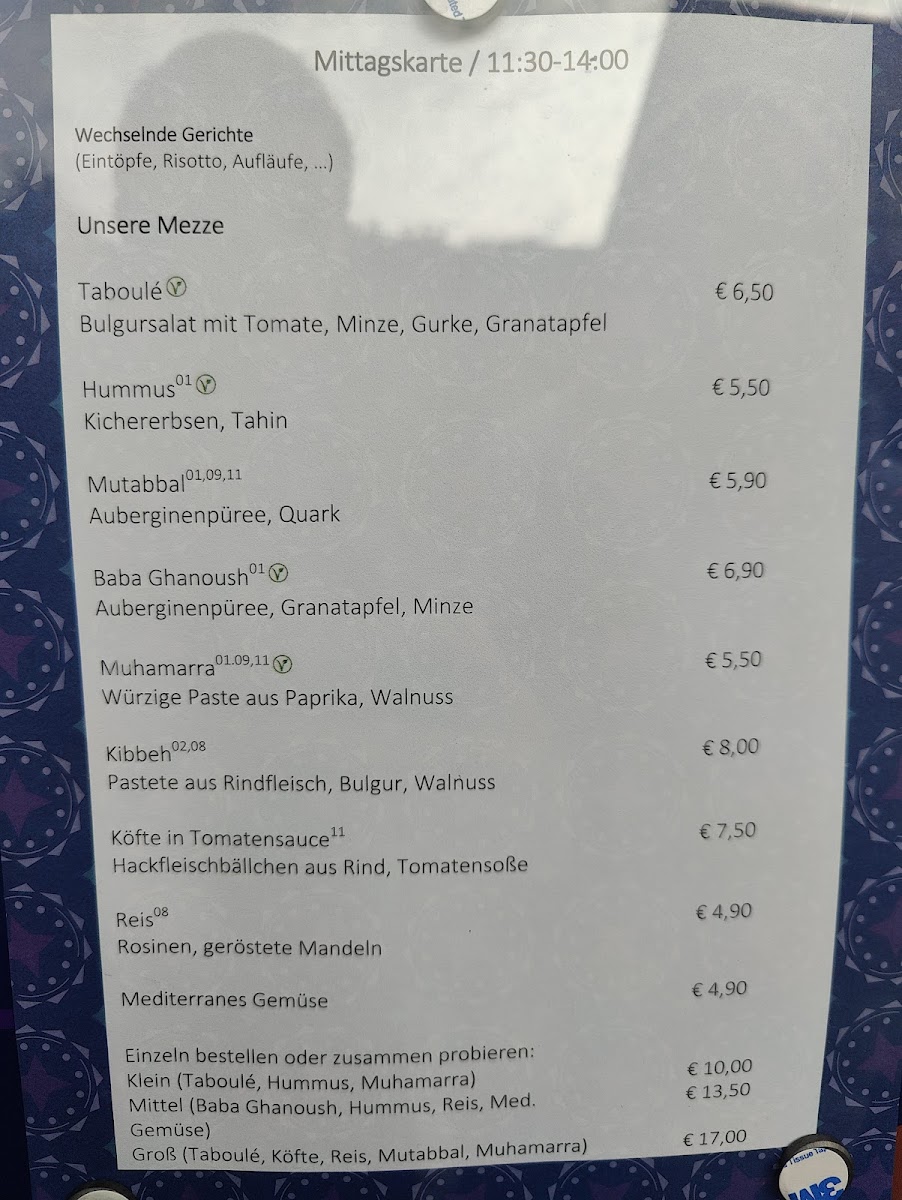 Mittagskarte / 11:30-14:00
Wechselnde Gerichte
(Eintöpfe, Risotto, Aufläufe, ...)
Unsere Mezze
Taboulé V € 6,50
Bulgursalat mit Tomate, Minze, Gurke, Granatapfel
Hummus01 V € 5,50
Kichererbsen, Tahin
Mutabbal01,09,11 € 5,90
Auberginenpüree, Quark
Baba Ghanoush01 V € 6,90
Auberginenpüree, Granatapfel, Minze
Muhamarra01.09,11 V € 5,50
Würzige Paste aus Paprika, Walnuss
Kibbeh02,08 € 8,00
Pastete aus Rindfleisch, Bulgur, Walnuss
Köfte in Tomatensauce11 € 7,50
Hackfleischbällchen aus Rind, Tomatensoße
Reis08 € 4,90
Rosinen, geröstete Mandeln
Mediterranes Gemüse € 4,90
Einzeln bestellen oder zusammen probieren:
Klein (Taboulé, Hummus, Muhamarra) € 10,00
Mittel (Baba Ghanoush, Hummus, Reis, Med. € 13,50
Gemüse)
Groß (Taboulé, Köfte, Reis, Mutabbal, Muhamarra) € 17,00